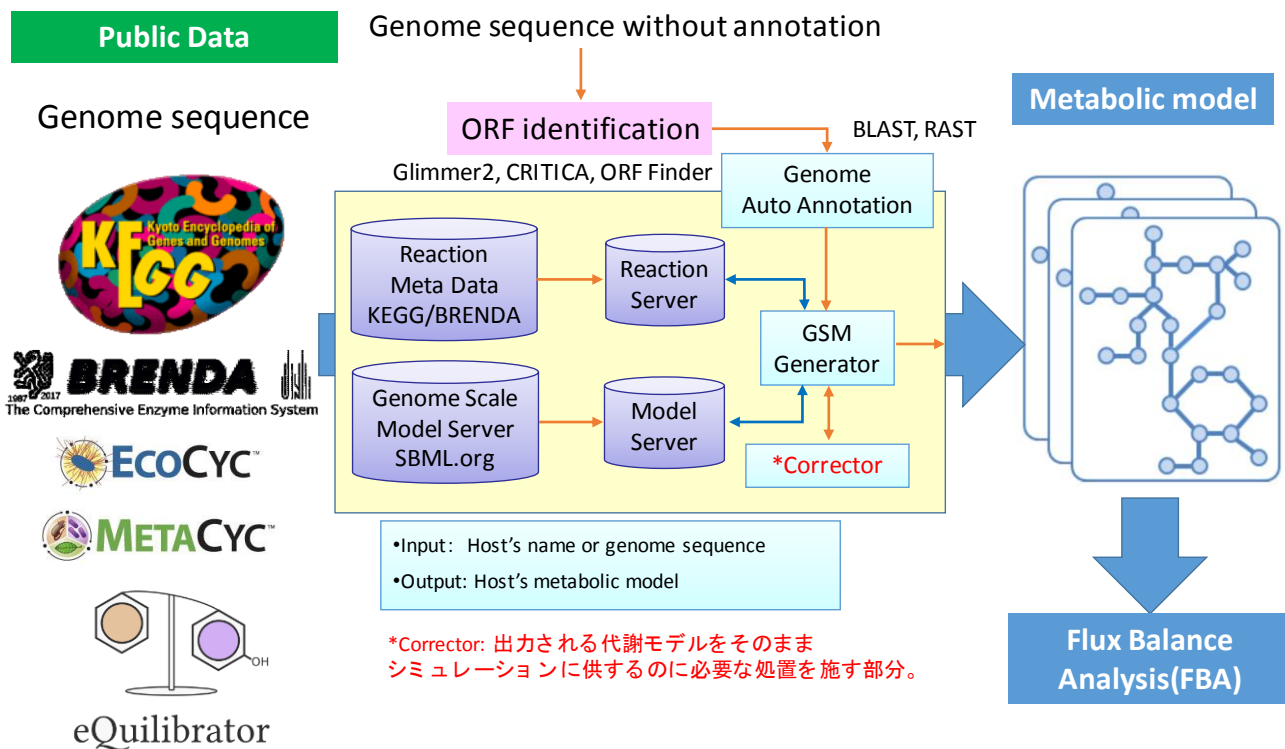 Public Data
Genome sequence without annotation
Genome sequence
ORF identification
BLAST, RAST
Metabolic model
Glimmer2, CRITICA, ORF Finder
Genome
Auto Annotation
KEGG
Kyoto Encyclopedia of
Genes and Genomes
Reaction
Meta Data
KEGG/BRENDA
Reaction
Server
GSM
Generator
1987 2017
BRENDA
The Comprehensive Enzyme Information System
Genome Scale
Model Server
SBML.org
Model
Server
*Corrector
ECOCYC™
METACYC™
•Input: Host's name or genome sequence
•Output: Host's metabolic model
*Corrector: 出力される代謝モデルをそのまま
シミュレーションに供するのに必要な処置を施す部分。
OH
eQuilibrator
Flux Balance
Analysis(FBA)